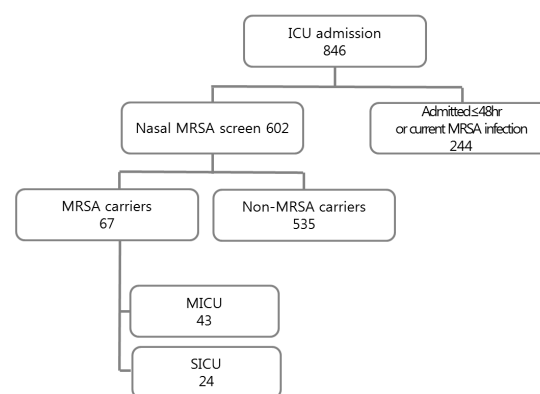 ICU admission
846
Nasal MRSA screen 602
Admitted≤48hr
or current MRSA infection
244
MRSA carriers
67
Non-MRSA carriers
535
MICU
43
SICU
24